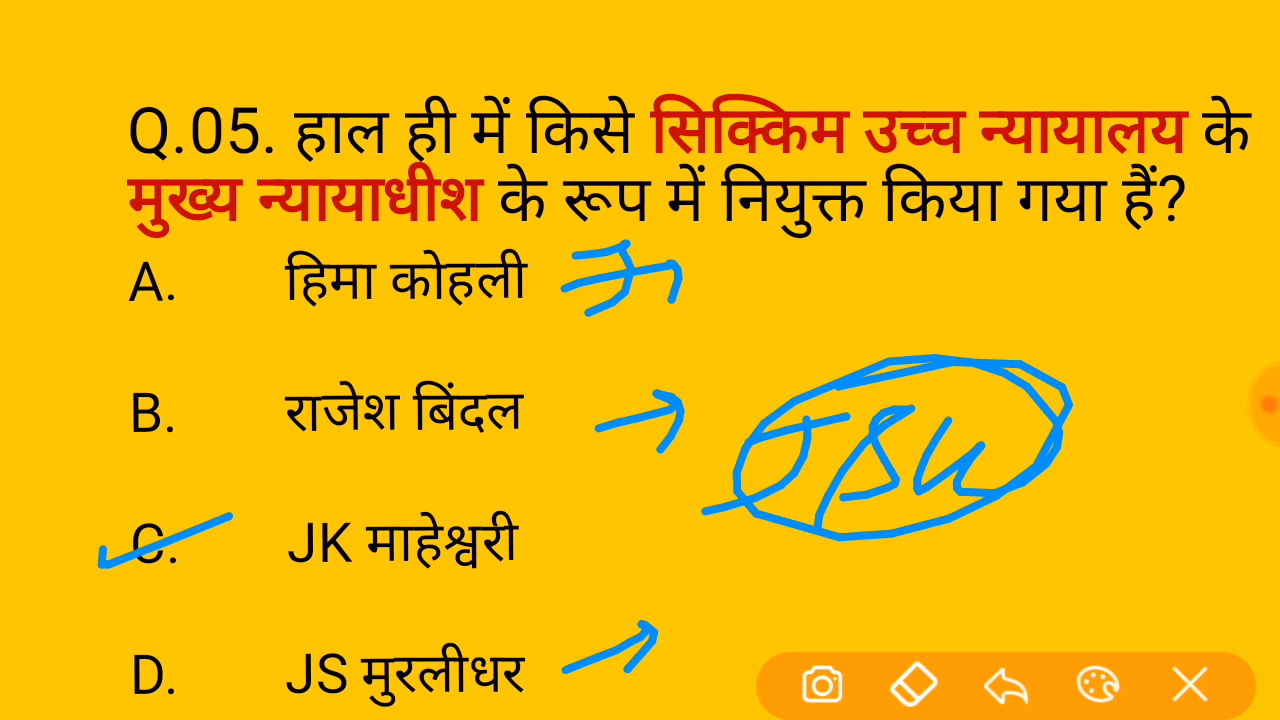 Q.05. हाल ही में किसे सिक्किम उच्च न्यायालय के
मुख्य न्यायाधीश के रूप में नियुक्त किया गया हैं?
A. हिमा कोहली
B. राजेश बिंदल
C. JK माहेश्वरी
D. JS मुरलीधर